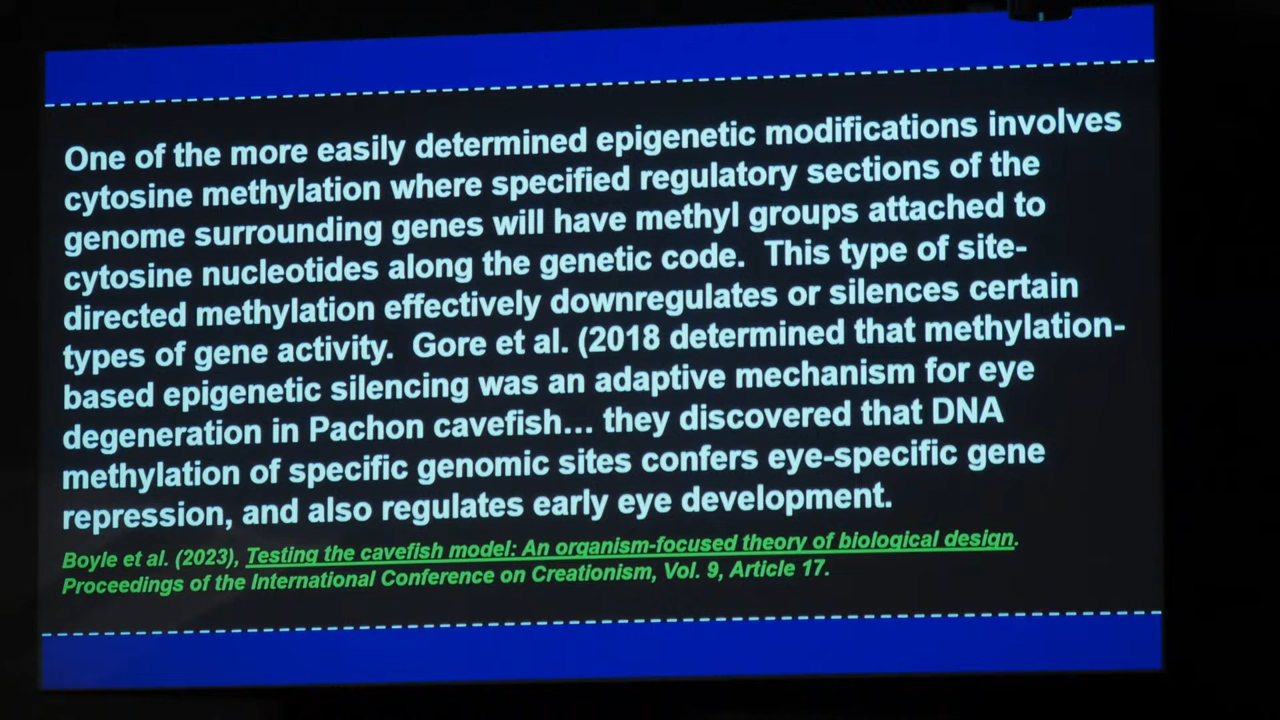 One of the more easily determined epigenetic modifications involves
cytosine methylation where specified regulatory sections of the
genome surrounding genes will have methyl groups attached to
cytosine nucleotides along the genetic code.  This type of site-
directed methylation effectively downregulates or silences certain
types of gene activity.  Gore et al. (2018 determined that methylation-
based epigenetic silencing was an adaptive mechanism for eye
degeneration in Pachon cavefish... they discovered that DNA
methylation of specific genomic sites confers eye-specific gene
repression, and also regulates early eye development.
Boyle et al. (2023), Testing the cavefish model: An organism-focused theory of biological design.
Proceedings of the International Conference on Creationism, Vol. 9, Article 17.